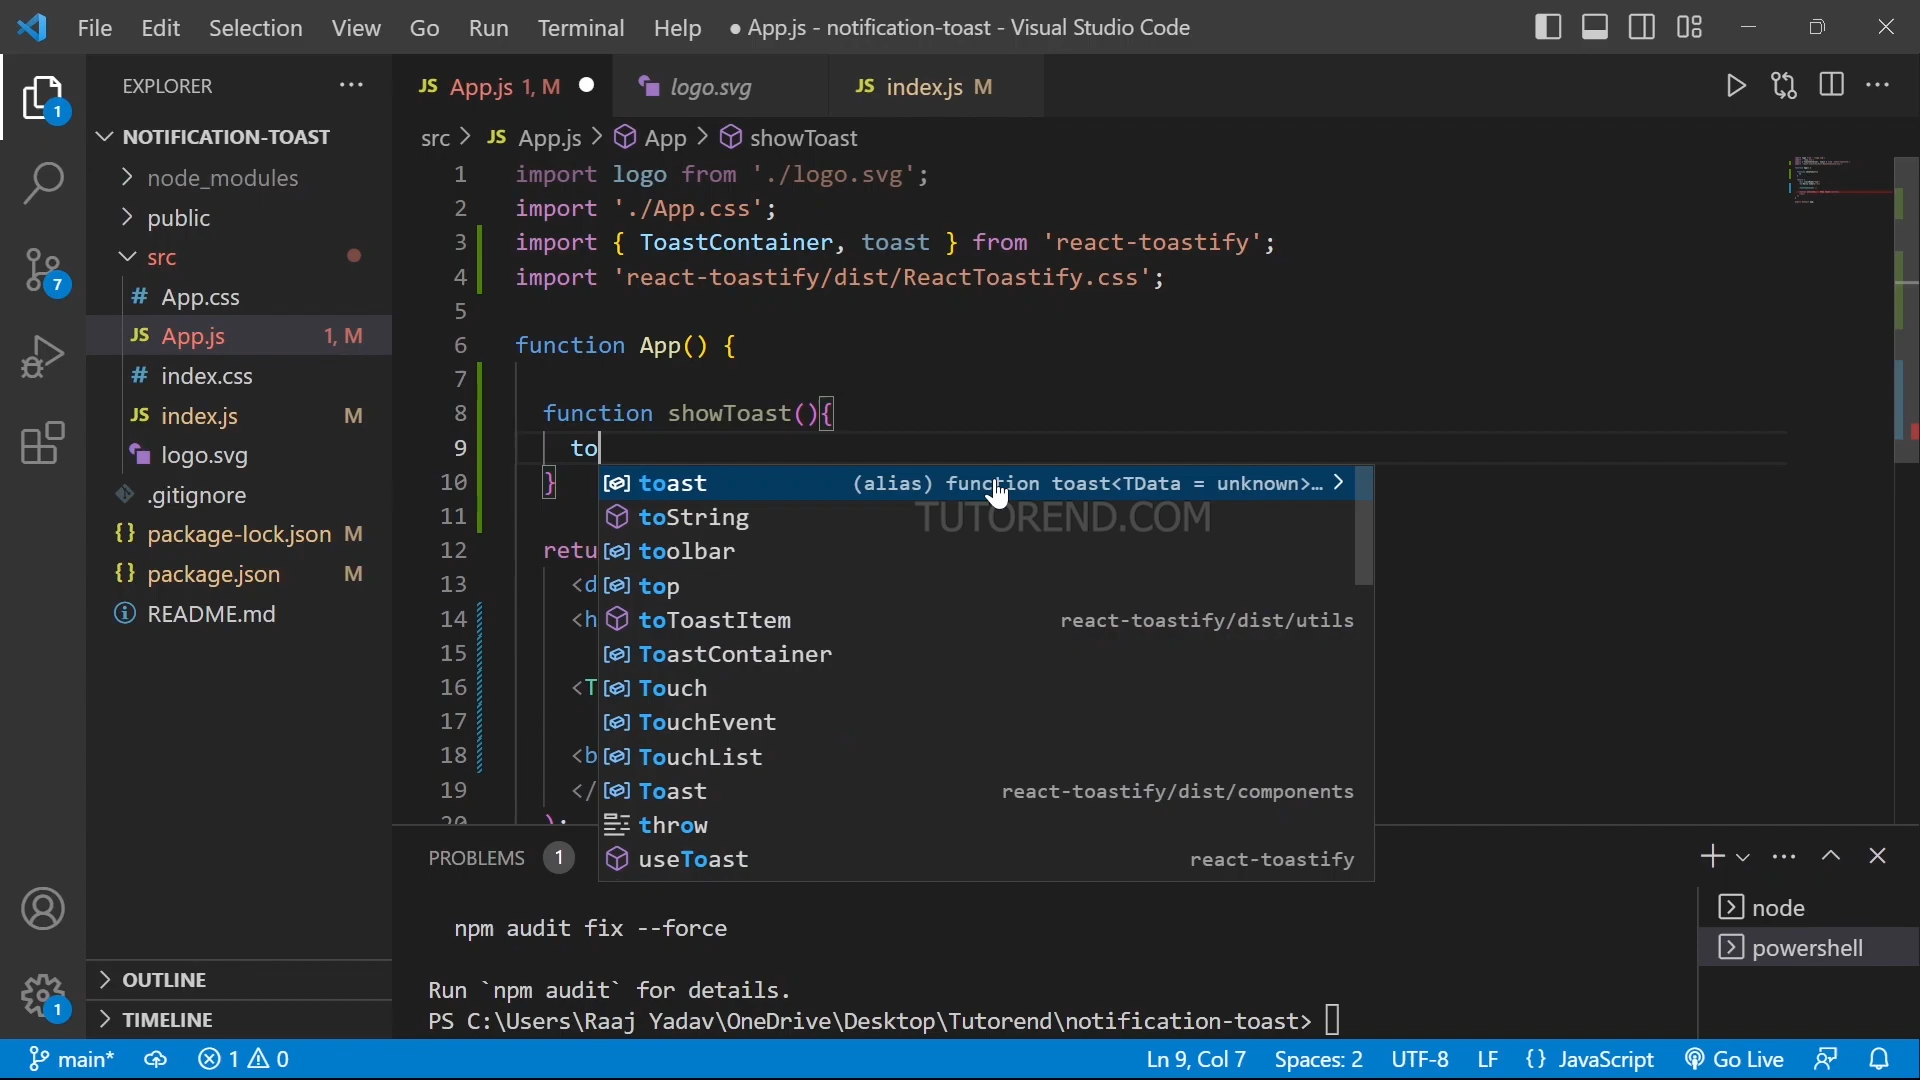 File Edit Selection View Go Run Terminal Help ● App.js - notification-toast - Visual Studio Code
EXPLORER ···
JS App.js 1, M
logo.svg
JS index.js M
1
NOTIFICATION-TOAST
node_modules
public
src
# App.css
JS App.js 1, M
# index.css
JS index.js M
logo.svg
.gitignore
{} package-lock.json M
{} package.json M
README.md
7
OUTLINE
TIMELINE
1
src > JS App.js > App > showToast
1 import logo from './logo.svg';
2 import './App.css';
3 import { ToastContainer, toast } from 'react-toastify';
4 import 'react-toastify/dist/ReactToastify.css';
5
6 function App() {
7
8 function showToast(){
9 to
10 }
11
12 retu
13 <d
14 <h
15
16 <T
17
18 <b
19 </
20 );
toast (alias) function toast<TData = unknown>… >
toString
toolbar
top
toToastItem react-toastify/dist/utils
ToastContainer
Touch
TouchEvent
TouchList
Toast react-toastify/dist/components
throw
useToast react-toastify
TUTOREND.COM
PROBLEMS 1
npm audit fix --force
Run `npm audit` for details.
PS C:\Users\Raaj Yadav\OneDrive\Desktop\Tutorend\notification-toast>
node
powershell
main* 1 0 Ln 9, Col 7 Spaces: 2 UTF-8 LF {} JavaScript Go Live